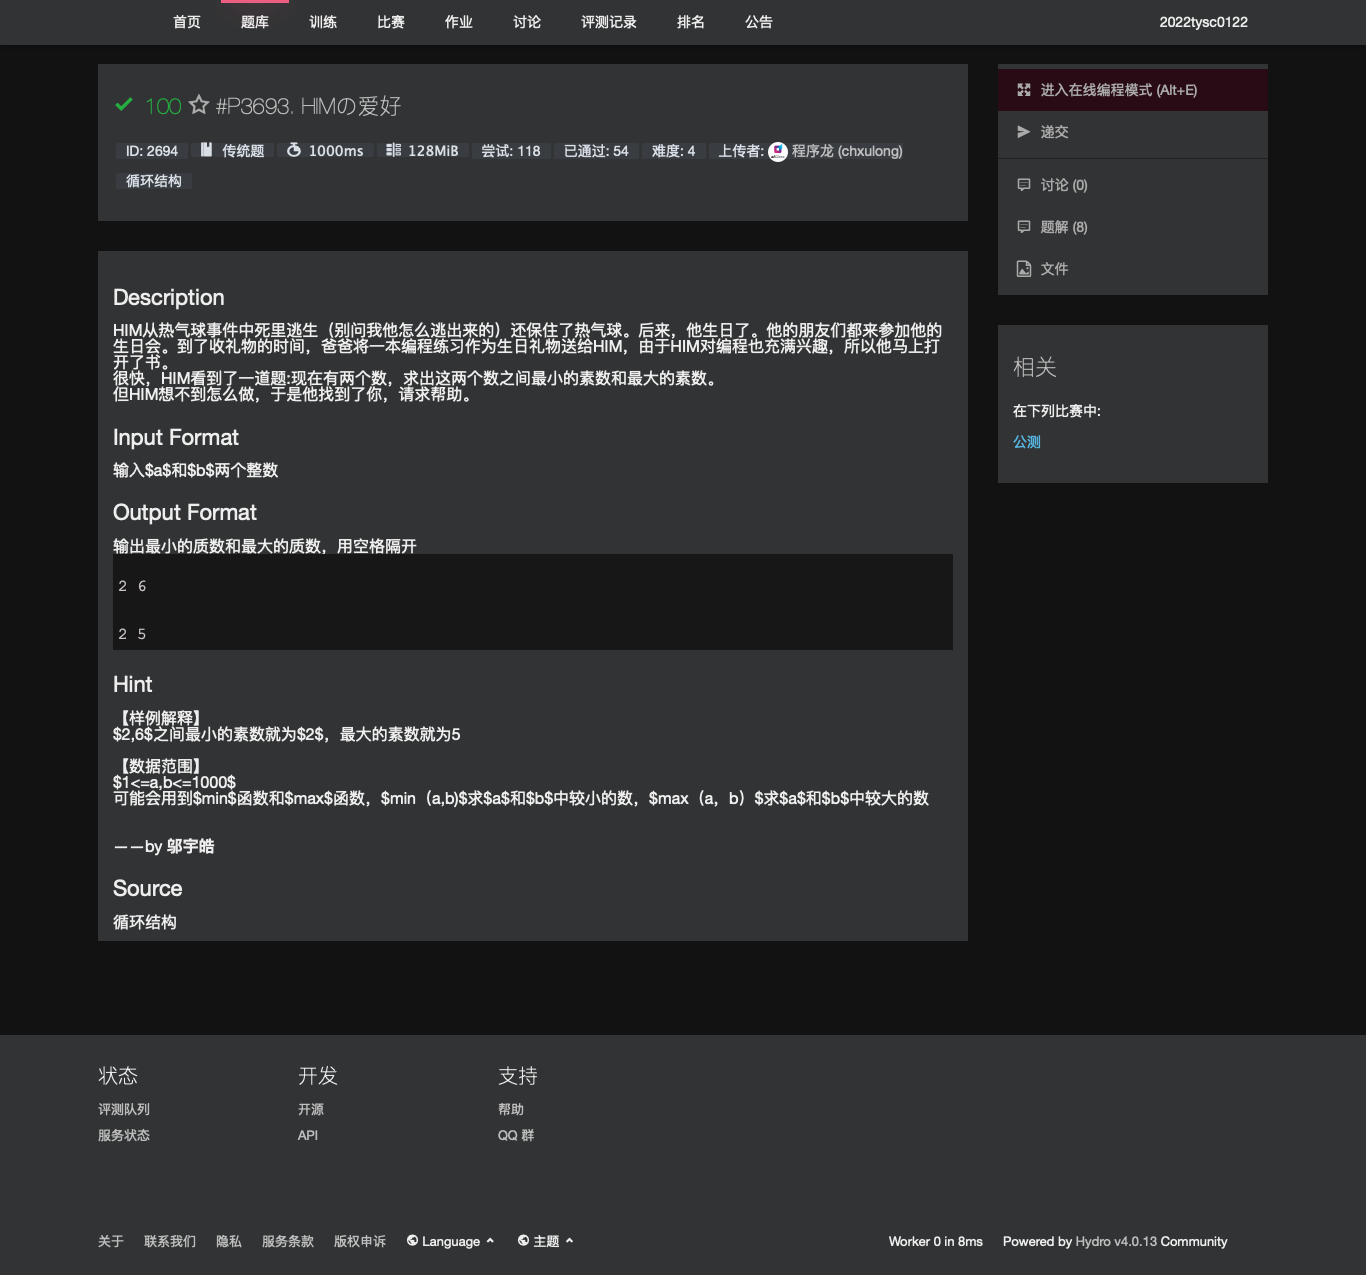 首页 题库 训练 比赛 作业 讨论 评测记录 排名 公告 2022tysc0122
100 #P3693. HIMの爱好
ID: 2694 传统题 1000ms 128MiB 尝试: 118 已通过: 54 难度: 4 上传者: 程序龙 (chxulong)
循环结构
进入在线编程模式 (Alt+E)
递交
讨论 (0)
题解 (8)
文件
相关
在下列比赛中:
公测
Description
HIM从热气球事件中死里逃生（别问我他怎么逃出来的）还保住了热气球。后来，他生日了。他的朋友们都来参加他的
生日会。到了收礼物的时间，爸爸将一本编程练习作为生日礼物送给HIM，由于HIM对编程也充满兴趣，所以他马上打
开了书。
很快，HIM看到了一道题:现在有两个数，求出这两个数之间最小的素数和最大的素数。
但HIM想不到怎么做，于是他找到了你，请求帮助。
Input Format
输入$a$和$b$两个整数
Output Format
输出最小的质数和最大的质数，用空格隔开
2 6
2 5
Hint
【样例解释】
$2,6$之间最小的素数就为$2$，最大的素数就为5
【数据范围】
$1<=a,b<=1000$
可能会用到$min$函数和$max$函数，$min（a,b)$求$a$和$b$中较小的数，$max（a，b）$求$a$和$b$中较大的数
——by 邬宇皓
Source
循环结构
状态 开发 支持
评测队列 开源 帮助
服务状态 API QQ 群
关于 联系我们 隐私 服务条款 版权申诉 Language 主题 Worker 0 in 8ms Powered by Hydro v4.0.13 Community